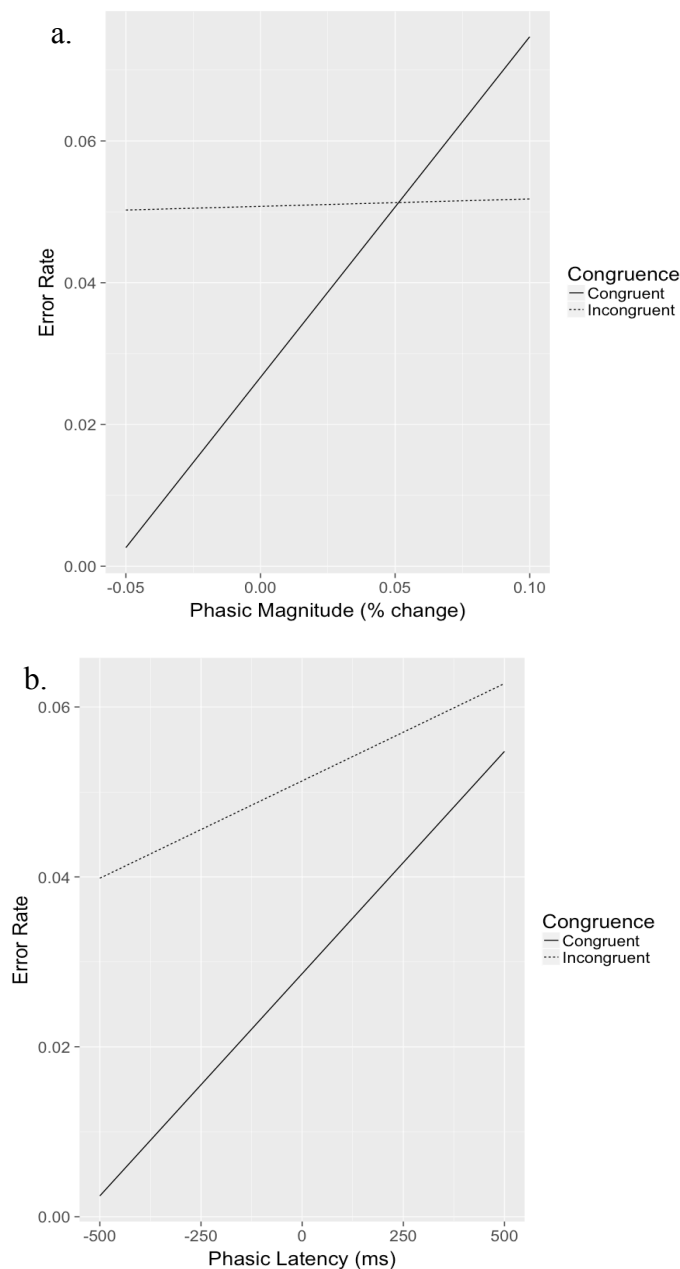 a.
0.06
0.04
0.02
0.00
Error Rate
-0.05 0.00 0.05 0.10
Phasic Magnitude (% change)
Congruence
Congruent
Incongruent
b.
0.06
0.04
0.02
0.00
Error Rate
-500 -250 0 250 500
Phasic Latency (ms)
Congruence
Congruent
Incongruent